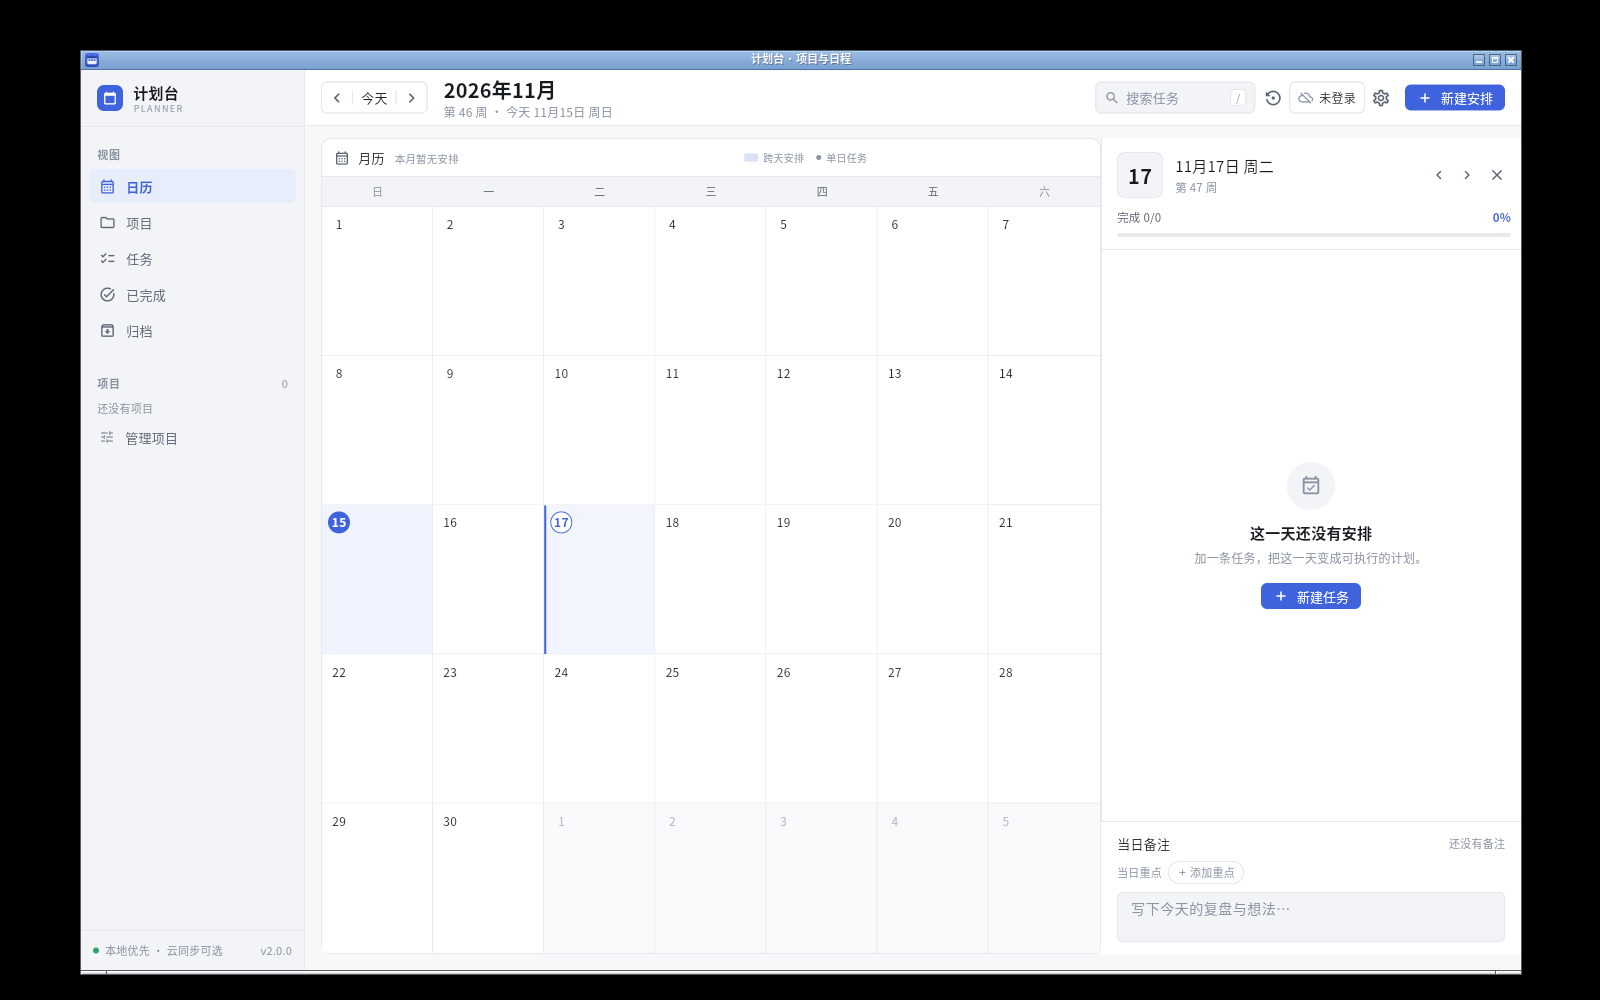 计划台 · 项目与日程
计划台
PLANNER
视图
日历
项目
任务
已完成
归档
项目 0
还没有项目
管理项目
本地优先 · 云同步可选 v2.0.0
今天
2026年11月
第 46 周 · 今天 11月15日 周日
搜索任务 /
未登录
新建安排
月历 本月暂无安排 跨天安排 单日任务
日 一 二 三 四 五 六
1 2 3 4 5 6 7
8 9 10 11 12 13 14
15 16 17 18 19 20 21
22 23 24 25 26 27 28
29 30 1 2 3 4 5
17
11月17日 周二
第 47 周
完成 0/0 0%
这一天还没有安排
加一条任务，把这一天变成可执行的计划。
新建任务
当日备注 还没有备注
当日重点 + 添加重点
写下今天的复盘与想法…